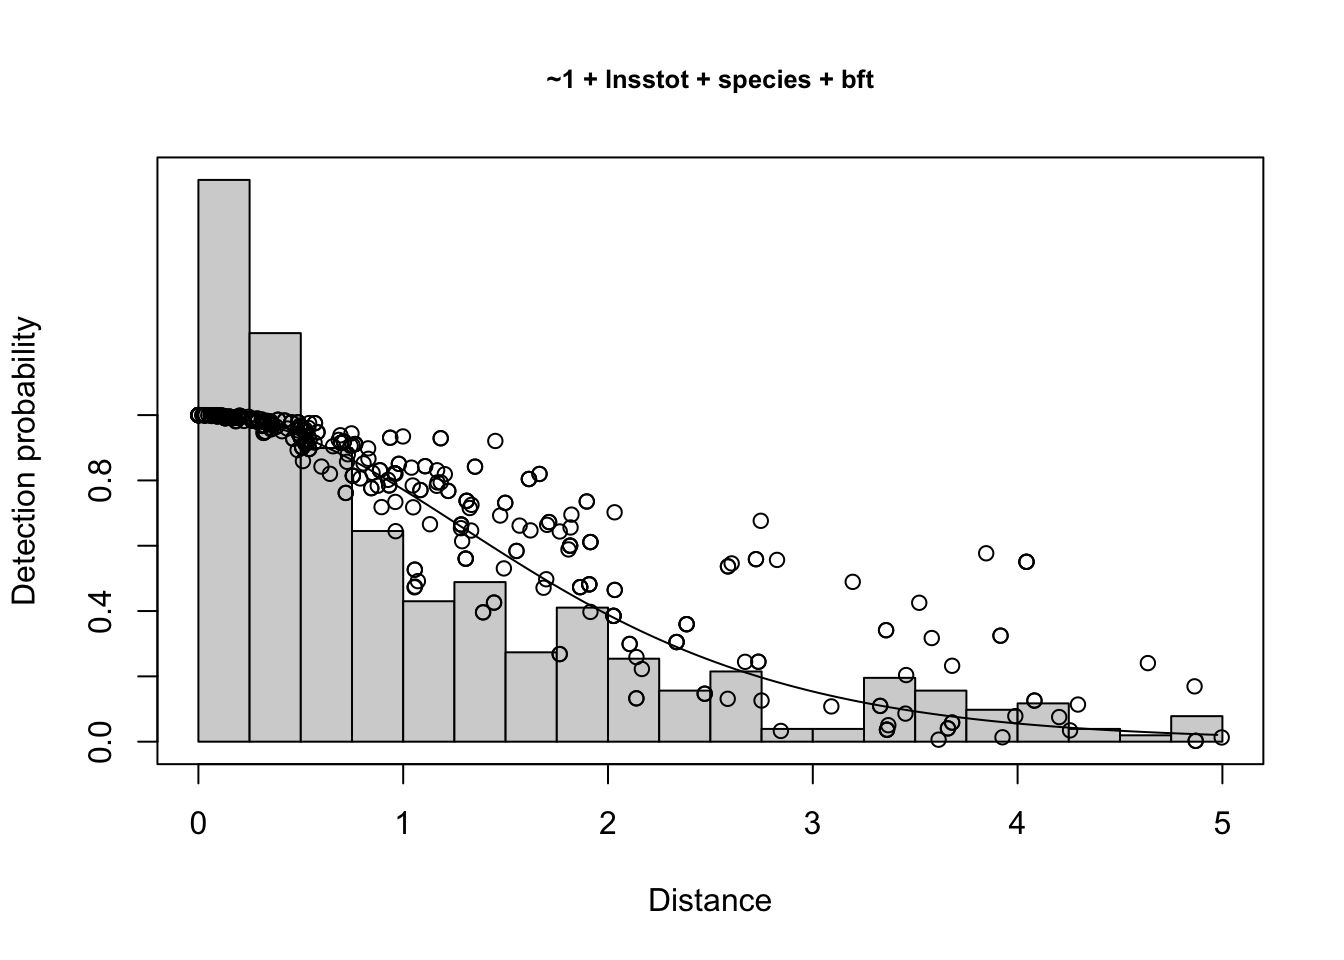 ~1 + lnsstot + species + bft
Detection probability
0.8
0.4
0.0
0 1 2 3 4 5
Distance